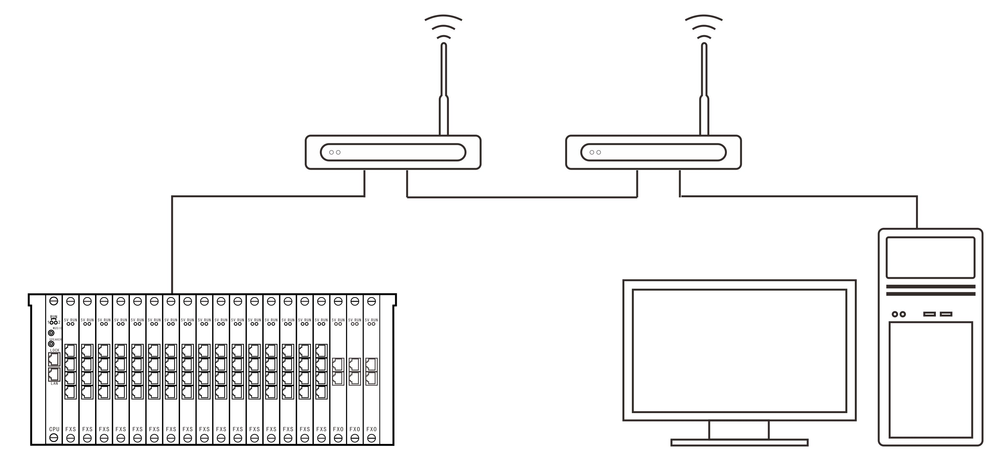 RUN
1 2
MUSIC
SPEAKER
LOCK
LAN
5V RUN 5V RUN 5V RUN 5V RUN 5V RUN 5V RUN 5V RUN 5V RUN 5V RUN 5V RUN 5V RUN 5V RUN 5V RUN 5V RUN 5V RUN 5V RUN 5V RUN 5V RUN 5V RUN
CPU FXS FXS FXS FXS FXS FXS FXS FXS FXS FXS FXS FXS FXS FXS FXS FXS FXO FXO FXO